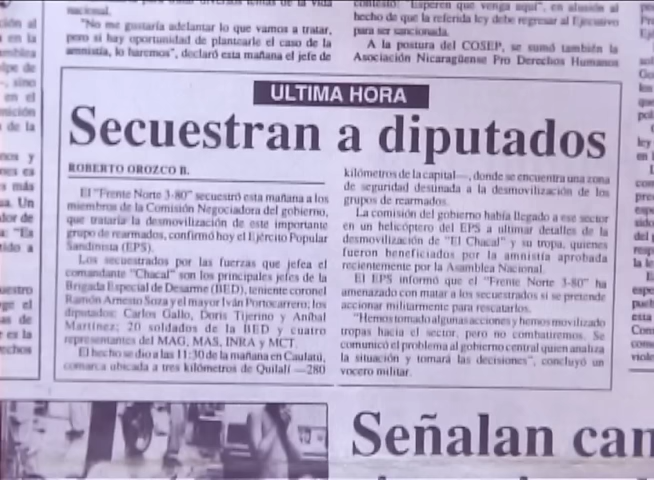 nacional.
"No me gustaría adelantar lo que vamos a tratar,
pero si hay oportunidad de plantearle el caso de la
amnistía, lo haremos", declaró esta mañana el jefe de
contestó: "Esperen que venga aquí", en alusión al
hecho de que la referida ley debe regresar al Ejecutivo
para ser sancionada.
A la postura del COSEP, se sumó también la
Asociación Nicaragüense Pro Derechos Humanos
ULTIMA HORA
Secuestran a diputados
ROBERTO OROZCO B.
El "Frente Norte 3-80" secuestró esta mañana a los
miembros de la Comisión Negociadora del gobierno,
que trataría la desmovilización de este importante
grupo de rearmados, confirmó hoy el Ejército Popular
Sandinista (EPS).
Los secuestrados por las fuerzas que jefea el
comandante "Chacal" son los principales jefes de la
Brigada Especial de Desarme (BED), teniente coronel
Ramón Arnesto Soza y el mayor Iván Portocarrero; los
diputados: Carlos Gallo, Doris Tijerino y Aníbal
Martínez; 20 soldados de la BED y cuatro
representantes del MAG, MAS, INRA y MCT.
El hecho se dio a las 11:30 de la mañana en Caulatú,
comarca ubicada a tres kilómetros de Quilalí —280
kilómetros de la capital—, donde se encuentra una zona
de seguridad destinada a la desmovilización de los
grupos de rearmados.
La comisión del gobierno había llegado a ese sector
en un helicóptero del EPS a ultimar detalles de la
desmovilización de "El Chacal" y su tropa, quienes
fueron beneficiados por la amnistía aprobada
recientemente por la Asamblea Nacional.
El EPS informó que el "Frente Norte 3-80" ha
amenazado con matar a los secuestrados si se pretende
accionar militarmente para rescatarlos.
"Hemos tomado algunas acciones y hemos movilizado
tropas hacia el sector, pero no combatiremos. Se
comunicó el problema al gobierno central quien analiza
la situación y tomará las decisiones", concluyó un
vocero militar.
Señalan can